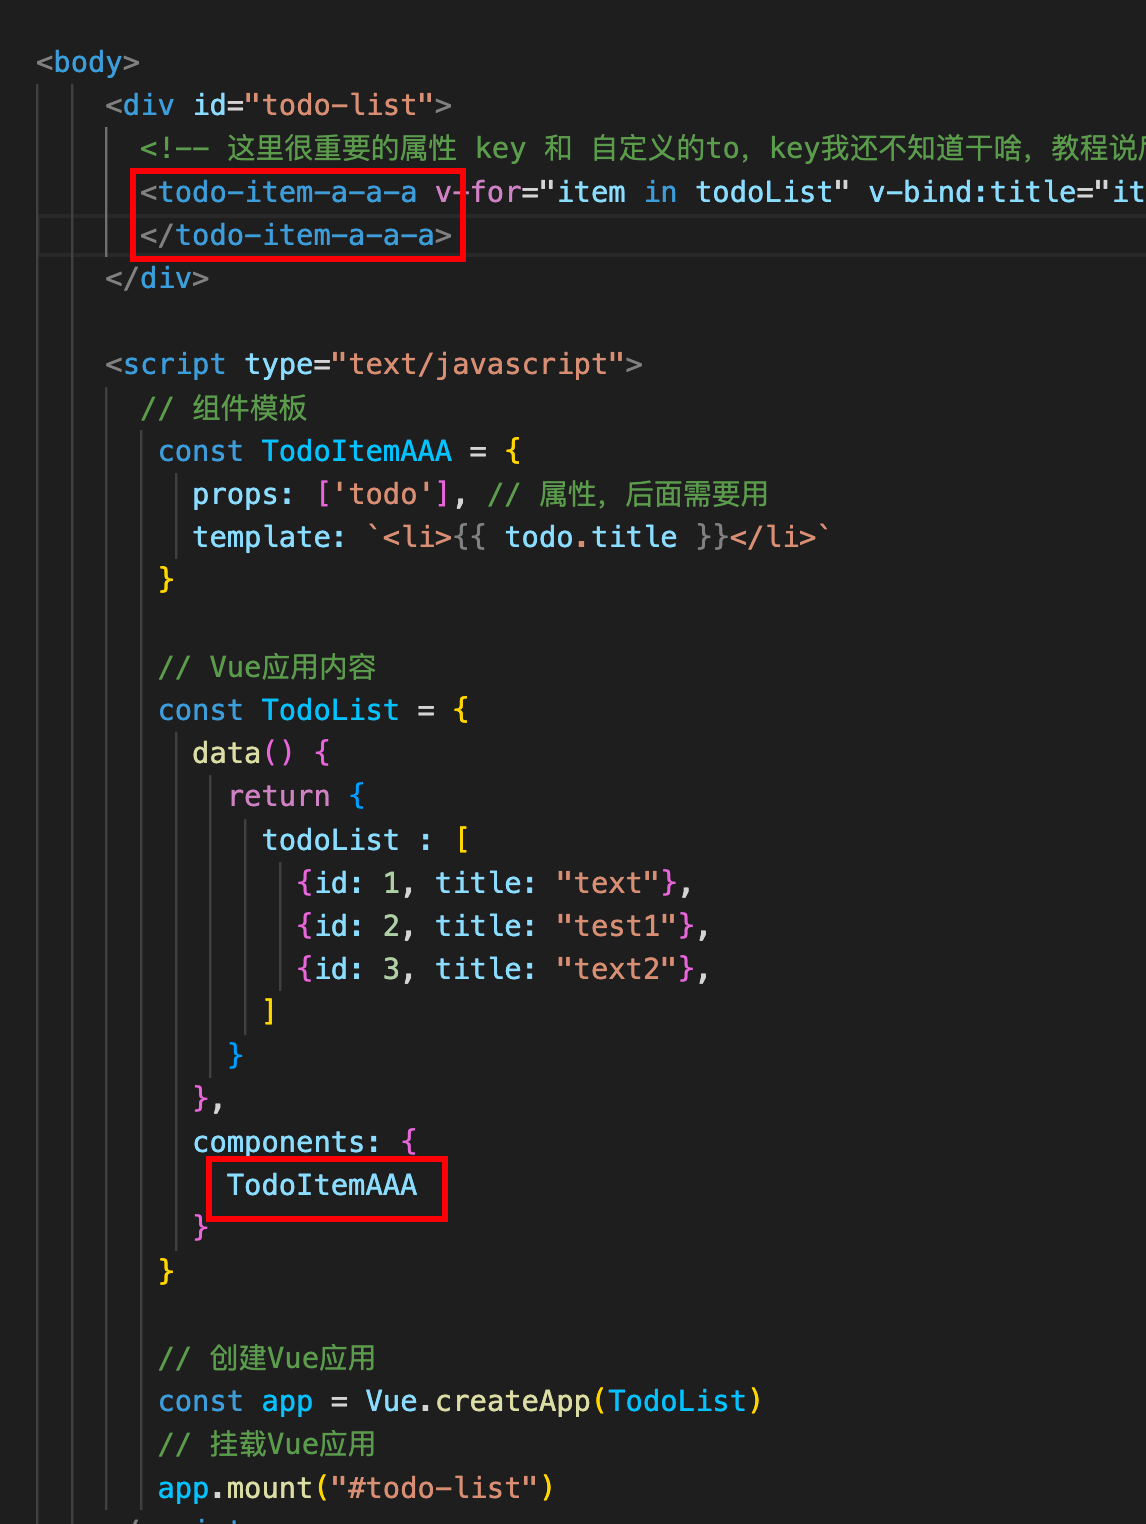 <body>
<div id="todo-list">
<!-- 这里很重要的属性 key 和 自定义的to, key我还不知道干啥, 教程说
<todo-item-a-a-a v-for="item in todoList" v-bind:title="it
</todo-item-a-a-a>
</div>
<script type="text/javascript">
// 组件模板
const TodoItemAAA = {
props: ['todo'], // 属性, 后面需要用
template: `<li>{{ todo.title }}</li>`
}
// Vue应用内容
const TodoList = {
data() {
return {
todoList : [
{id: 1, title: "text"},
{id: 2, title: "test1"},
{id: 3, title: "text2"},
]
}
},
components: {
TodoItemAAA
}
}
// 创建Vue应用
const app = Vue.createApp(TodoList)
// 挂载Vue应用
app.mount("#todo-list")